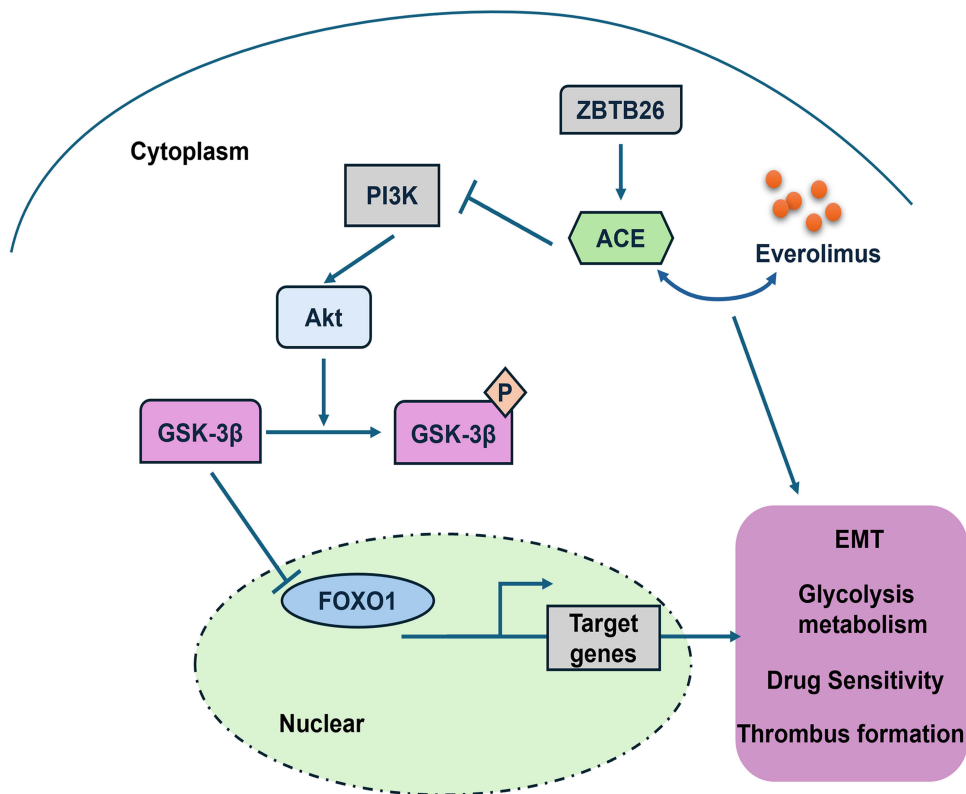 ZBTB26
Cytoplasm
PI3K
ACE
Everolimus
Akt
P
GSK-3β
GSK-3β
EMT
FOXO1
Glycolysis
metabolism
Target
genes
Drug Sensitivity
Nuclear
Thrombus formation